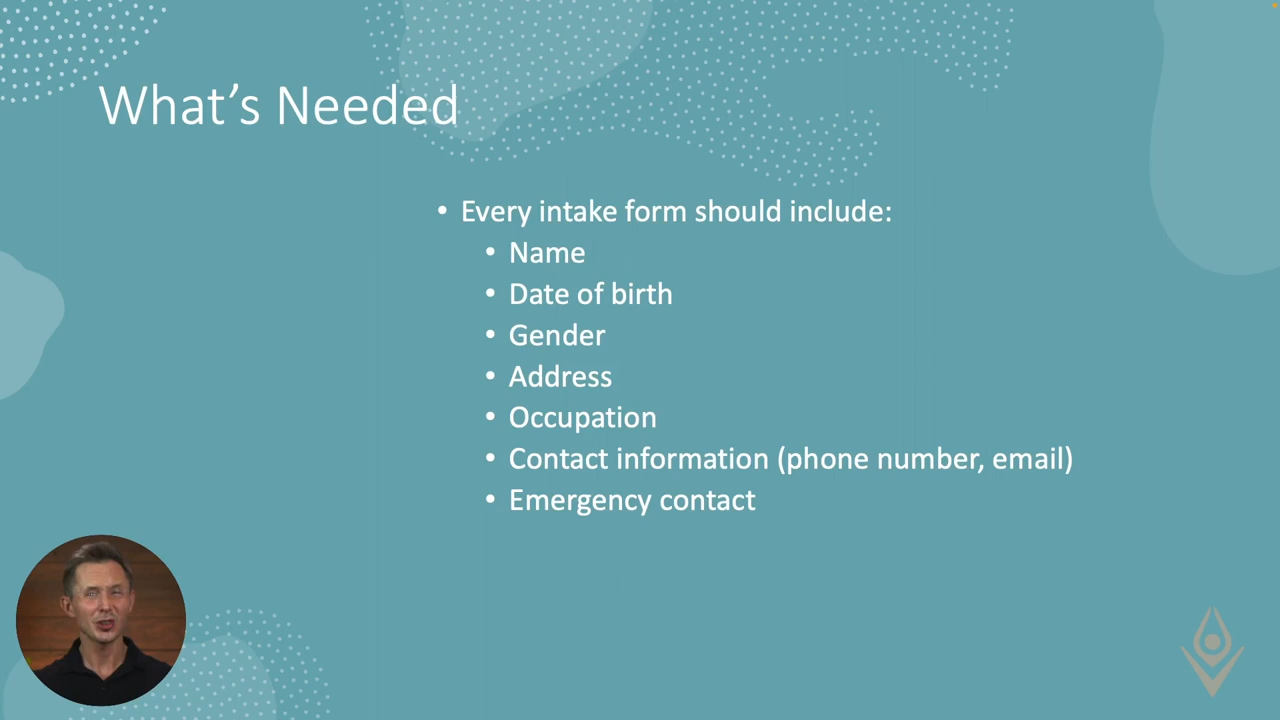 What’s Needed
• Every intake form should include:
• Name
• Date of birth
• Gender
• Address
• Occupation
• Contact information (phone number, email)
• Emergency contact